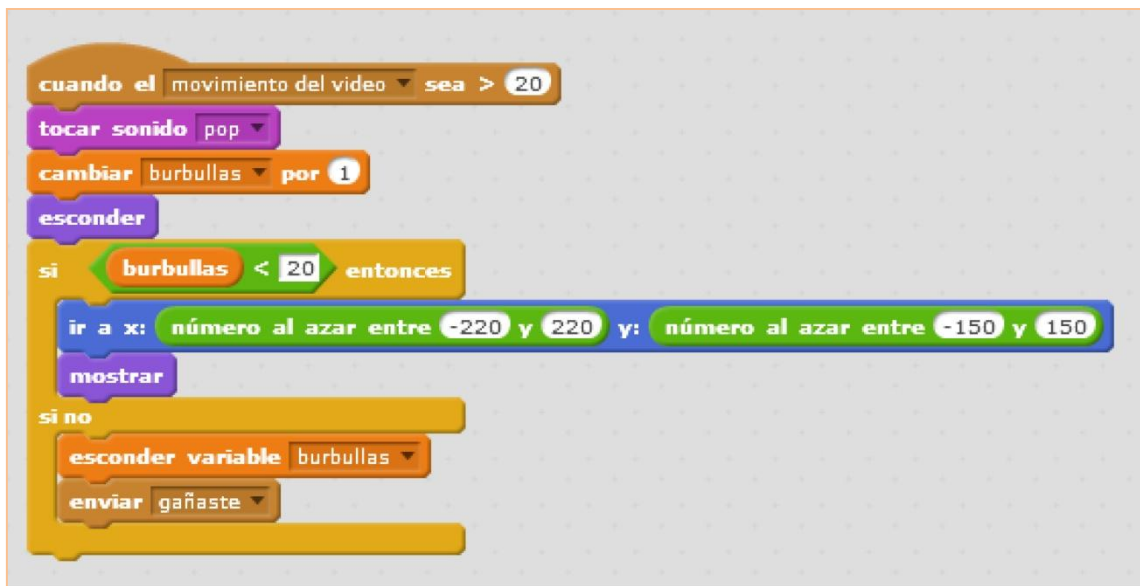 cuando el movimiento del video sea > 20
tocar sonido pop
cambiar burbullas por 1
esconder
si burbullas < 20 entonces
ir a x: número al azar entre -220 y 220 y: número al azar entre -150 y 150
mostrar
si no
esconder variable burbullas
enviar gañaste